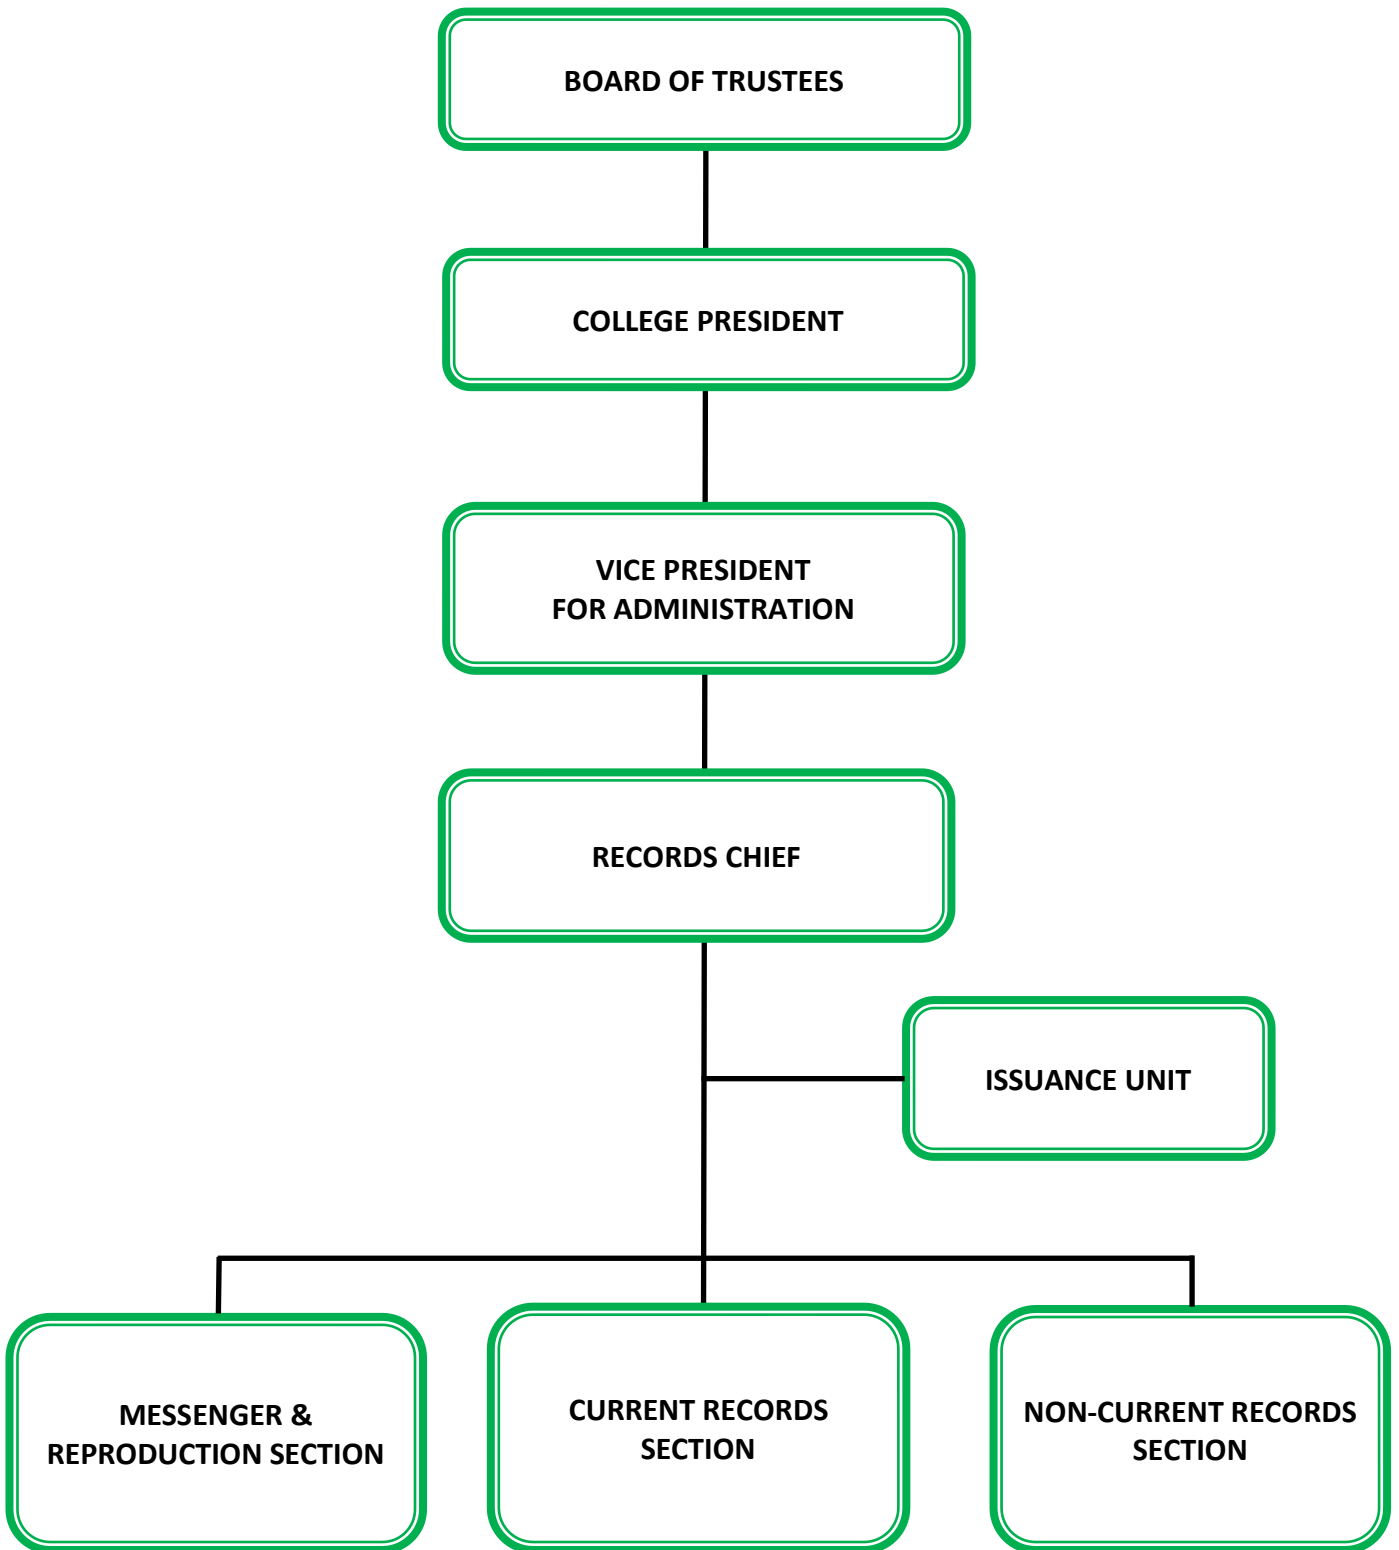 BOARD OF TRUSTEES
COLLEGE PRESIDENT
VICE PRESIDENT
FOR ADMINISTRATION
RECORDS CHIEF
ISSUANCE UNIT
MESSENGER &
REPRODUCTION SECTION
CURRENT RECORDS
SECTION
NON-CURRENT RECORDS
SECTION